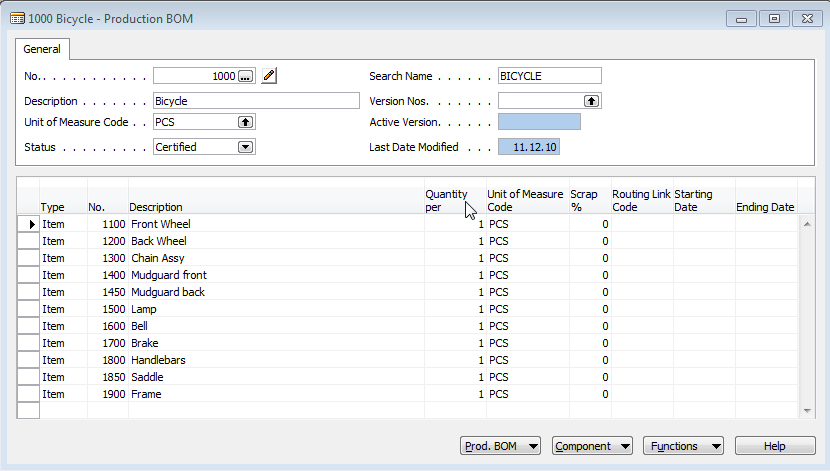 1000 Bicycle - Production BOM
General
No. . . . . . . . . . . . 1000 ... Search Name . . . . . . BICYCLE
Description . . . . . . . Bicycle Version Nos. . . . . . .
Unit of Measure Code . . PCS Active Version. . . . . .
Status . . . . . . . . . Certified Last Date Modified . . . 11.12.10
Type No. Description Quantity per Unit of Measure Code Scrap % Routing Link Code Starting Date Ending Date
Item 1100 Front Wheel 1 PCS 0
Item 1200 Back Wheel 1 PCS 0
Item 1300 Chain Assy 1 PCS 0
Item 1400 Mudguard front 1 PCS 0
Item 1450 Mudguard back 1 PCS 0
Item 1500 Lamp 1 PCS 0
Item 1600 Bell 1 PCS 0
Item 1700 Brake 1 PCS 0
Item 1800 Handlebars 1 PCS 0
Item 1850 Saddle 1 PCS 0
Item 1900 Frame 1 PCS 0
Prod. BOM Component Functions Help